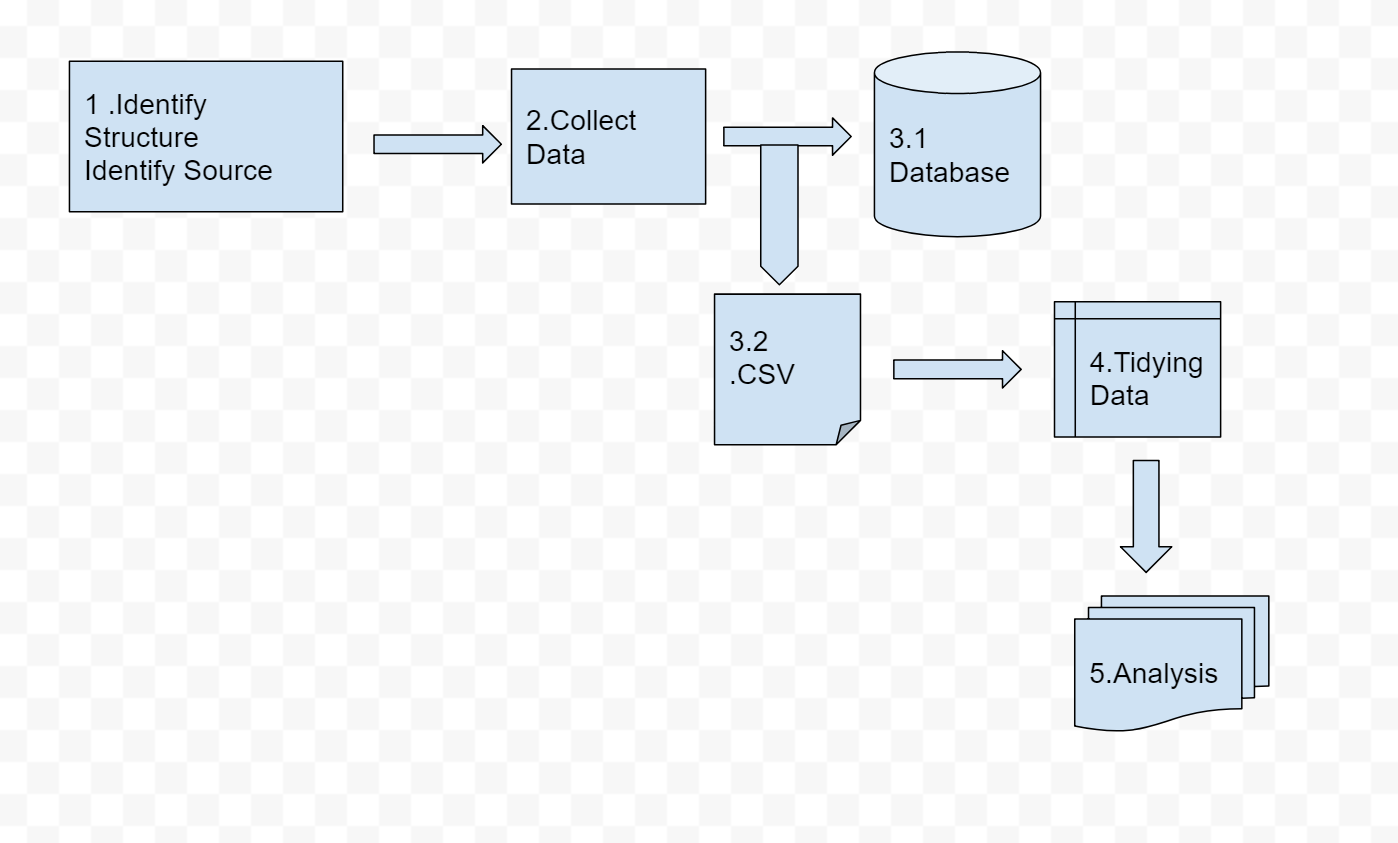 1 .Identify
Structure
Identify Source
2.Collect
Data
3.1
Database
3.2
.CSV
4.Tidying
Data
5.Analysis